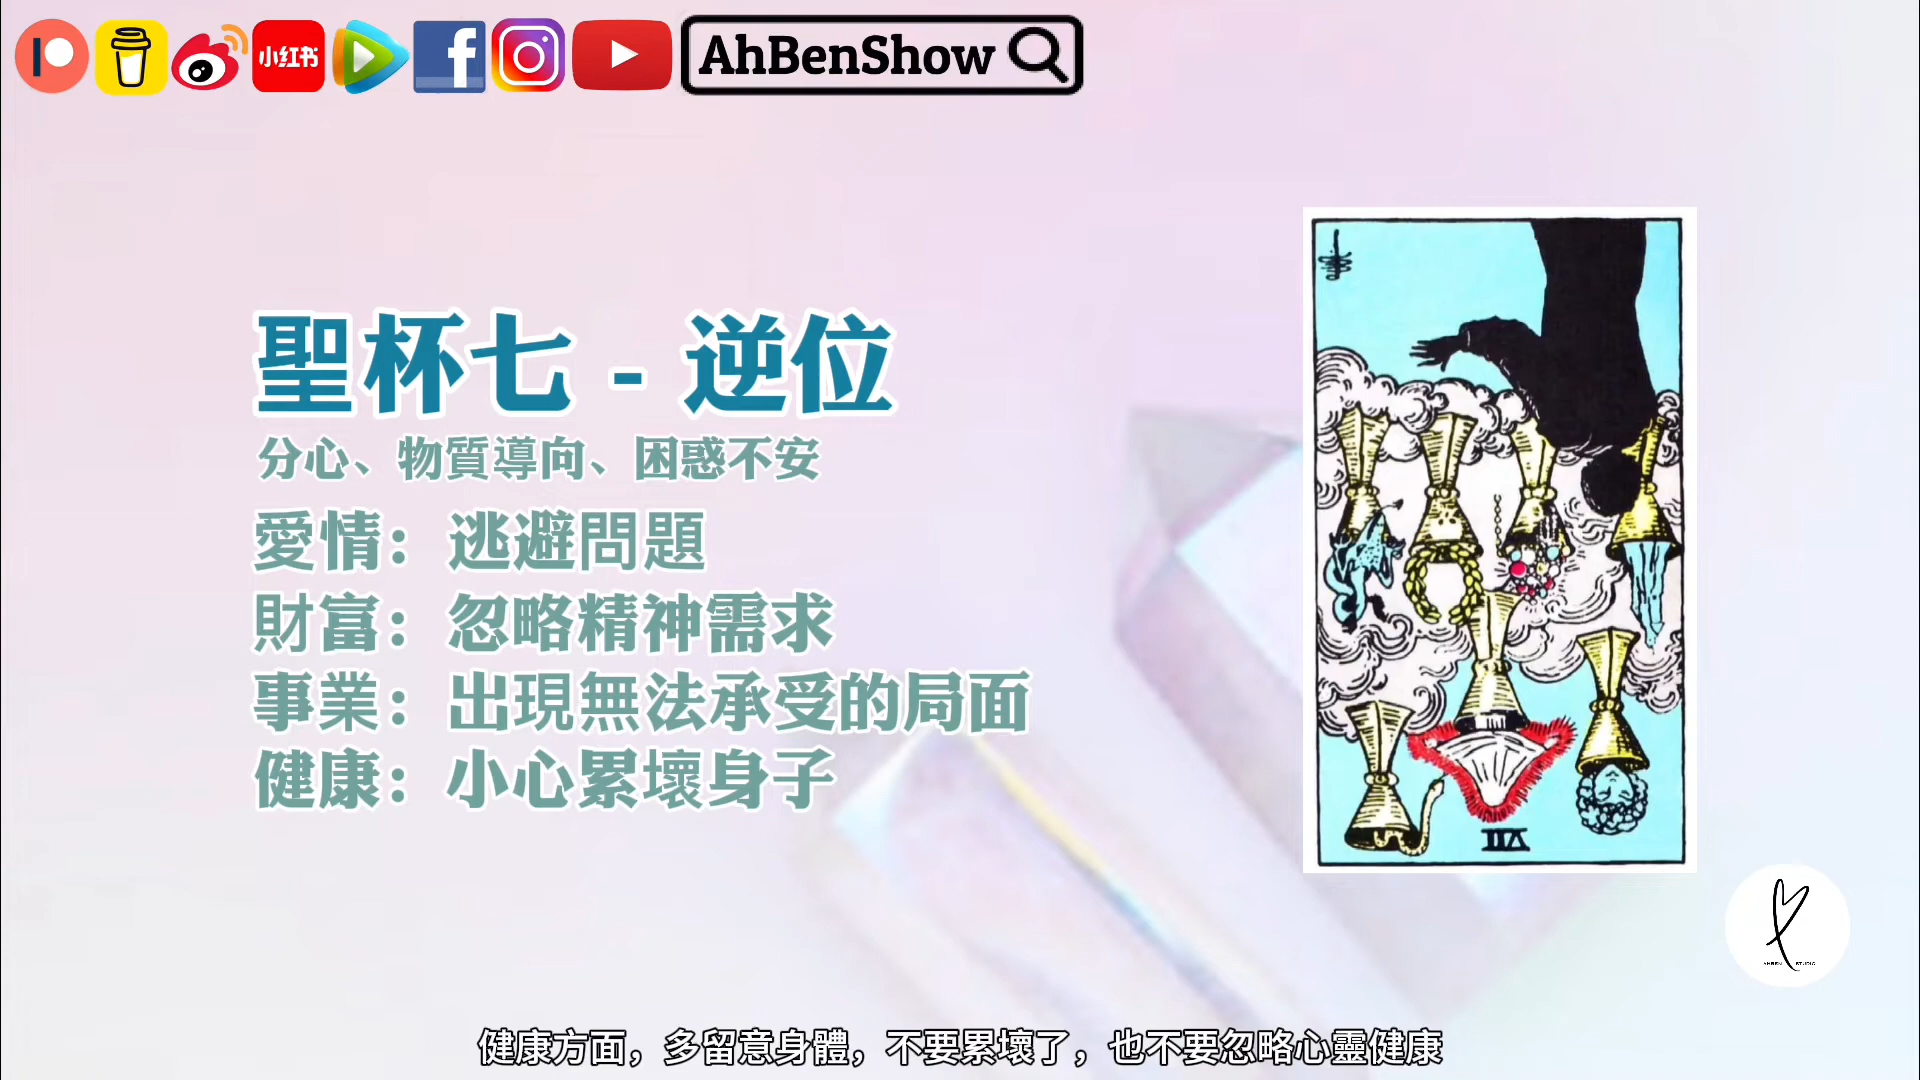 小红书
AhBenShow
聖杯七 - 逆位
分心、物質導向、困惑不安
愛情：逃避問題
財富：忽略精神需求
事業：出現無法承受的局面
健康：小心累壞身子
VII
AHBEN STUDIO
健康方面，多留意身體，不要累壞了，也不要忽略心靈健康